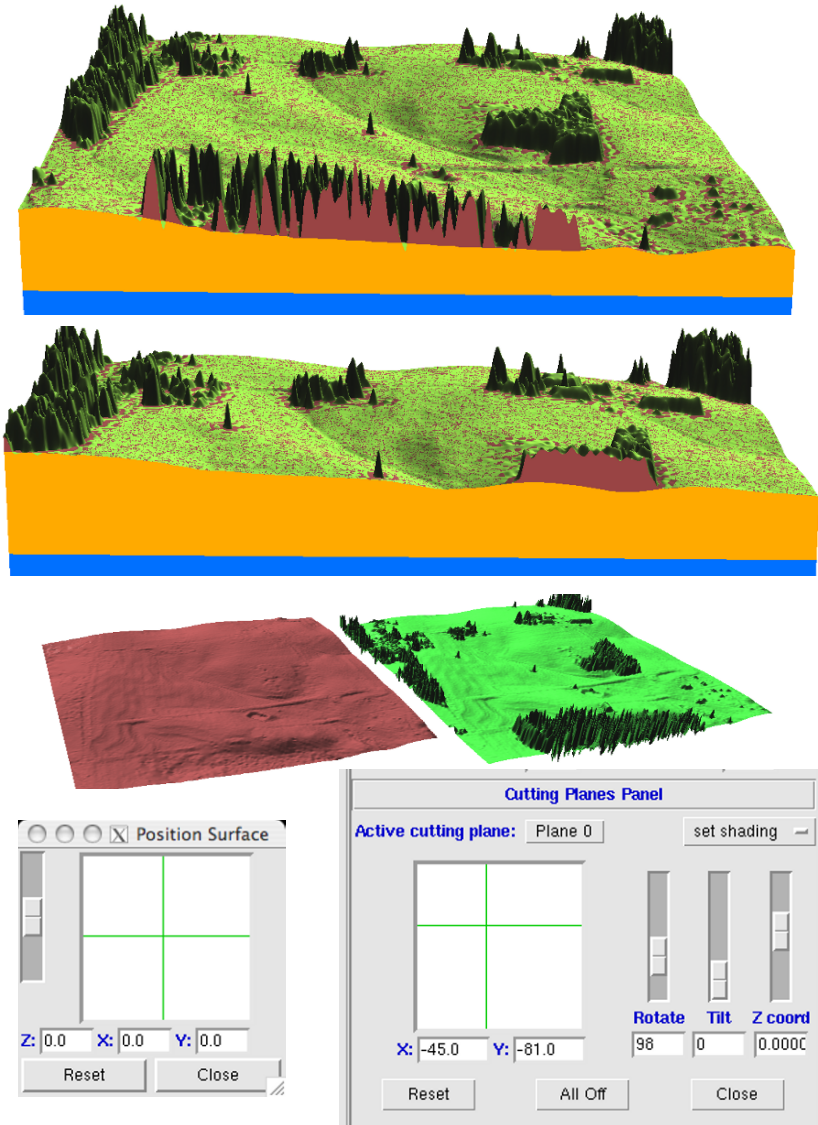 Position Surface
Z: 0.0 X: 0.0 Y: 0.0
Reset Close
Cutting Planes Panel
Active cutting plane: Plane 0 set shading
Rotate Tilt Z coord
X: -45.0 Y: -81.0 98 0 0.000
Reset All Off Close